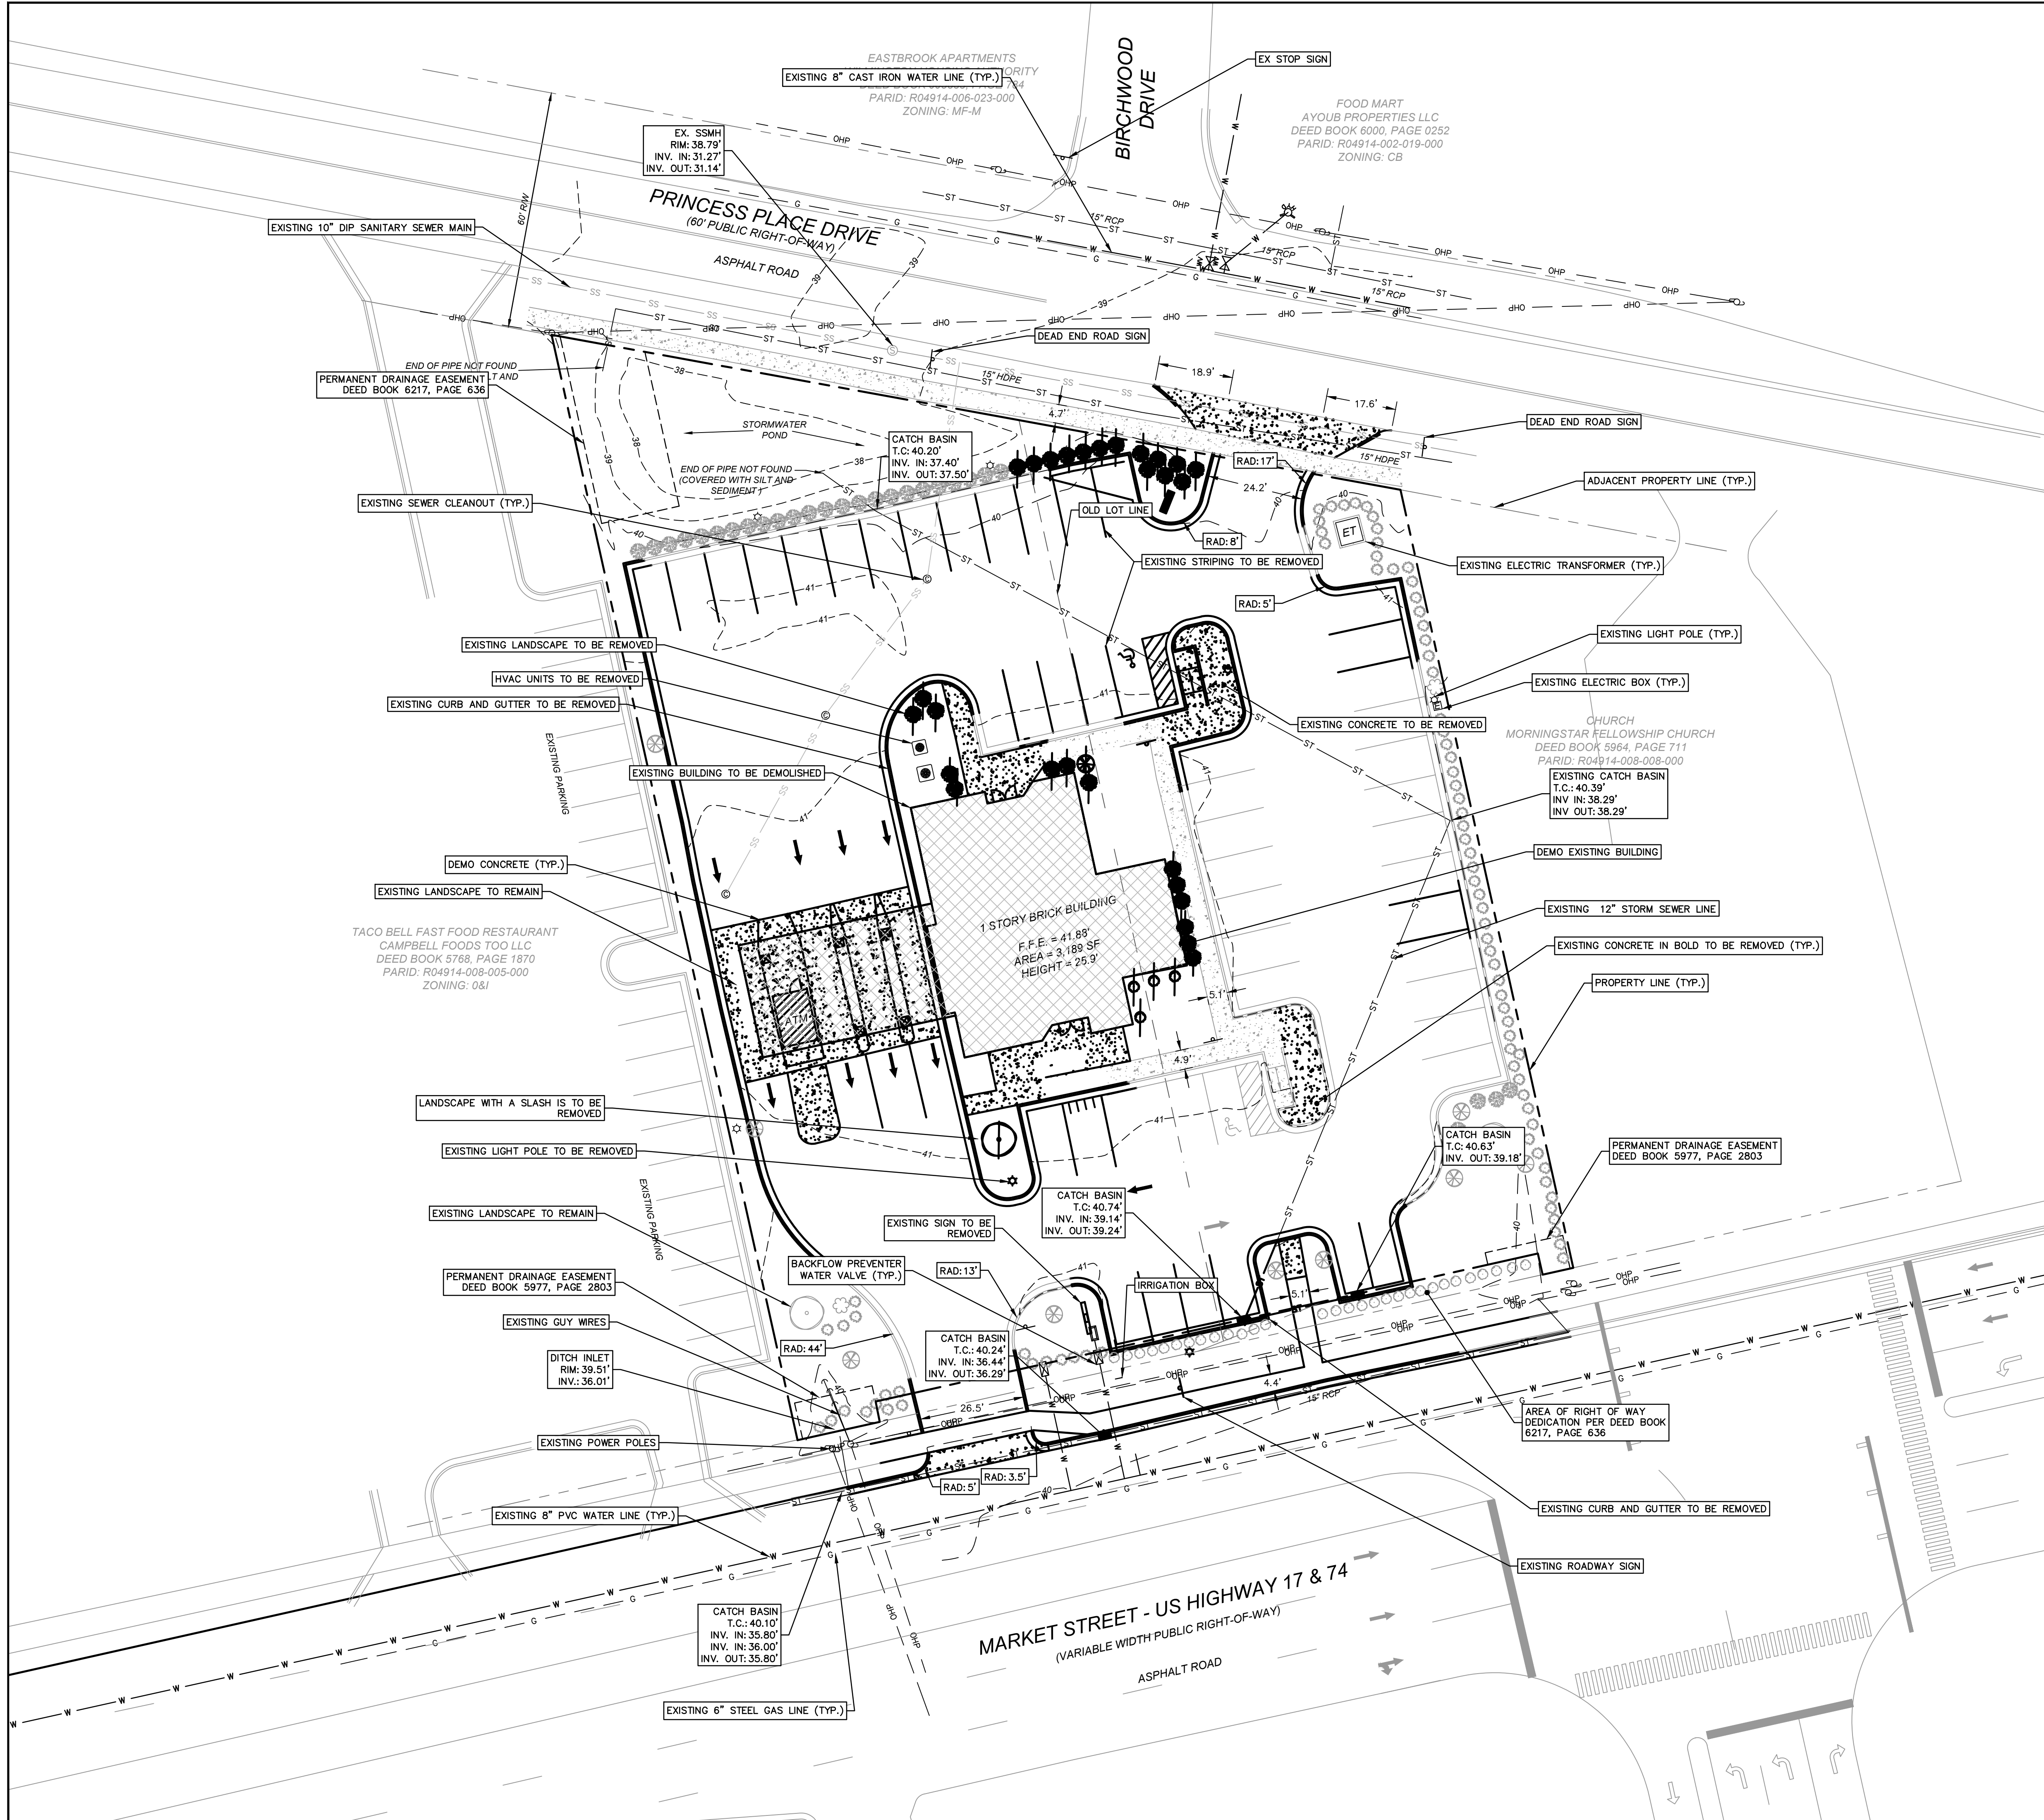 EASTBROOK APARTMENTS
EXISTING 8" CAST IRON WATER LINE (TYP.)
PARID: R04914-006-023-000
ZONING: MF-M
BIRCHWOOD
DRIVE
EX STOP SIGN
FOOD MART
AYOUB PROPERTIES LLC
DEED BOOK 6000, PAGE 0252
PARID: R04914-002-019-000
ZONING: CB
EX. SSMH
RIM: 38.79'
INV. IN: 31.27'
INV. OUT: 31.14'
60' R/W
PRINCESS PLACE DRIVE
(60' PUBLIC RIGHT-OF-WAY)
ASPHALT ROAD
EXISTING 10" DIP SANITARY SEWER MAIN
15" RCP
15" RCP
15" RCP
DEAD END ROAD SIGN
END OF PIPE NOT FOUND
PERMANENT DRAINAGE EASEMENT
DEED BOOK 6217, PAGE 636
15" HDPE
18.9'
17.6'
4.7'
DEAD END ROAD SIGN
15" HDPE
STORMWATER
POND
CATCH BASIN
T.C: 40.20'
INV. IN: 37.40'
INV. OUT: 37.50'
END OF PIPE NOT FOUND
(COVERED WITH SILT AND
SEDIMENT)
RAD: 17'
24.2'
ADJACENT PROPERTY LINE (TYP.)
EXISTING SEWER CLEANOUT (TYP.)
OLD LOT LINE
ET
RAD: 8'
EXISTING STRIPING TO BE REMOVED
EXISTING ELECTRIC TRANSFORMER (TYP.)
RAD: 5'
EXISTING LANDSCAPE TO BE REMOVED
EXISTING LIGHT POLE (TYP.)
HVAC UNITS TO BE REMOVED
EXISTING ELECTRIC BOX (TYP.)
EXISTING CURB AND GUTTER TO BE REMOVED
EXISTING CONCRETE TO BE REMOVED
CHURCH
MORNINGSTAR FELLOWSHIP CHURCH
DEED BOOK 5964, PAGE 711
PARID: R04914-008-008-000
EXISTING PARKING
EXISTING BUILDING TO BE DEMOLISHED
EXISTING CATCH BASIN
T.C.: 40.39'
INV IN: 38.29'
INV OUT: 38.29'
DEMO CONCRETE (TYP.)
DEMO EXISTING BUILDING
EXISTING LANDSCAPE TO REMAIN
1 STORY BRICK BUILDING
F.F.E. = 41.88'
AREA = 3,189 SF
HEIGHT = 25.9'
EXISTING 12" STORM SEWER LINE
TACO BELL FAST FOOD RESTAURANT
CAMPBELL FOODS TOO LLC
DEED BOOK 5768, PAGE 1870
PARID: R04914-008-005-000
ZONING: O&I
EXISTING CONCRETE IN BOLD TO BE REMOVED (TYP.)
PROPERTY LINE (TYP.)
5.1'
ATM
4.9'
LANDSCAPE WITH A SLASH IS TO BE
REMOVED
EXISTING LIGHT POLE TO BE REMOVED
CATCH BASIN
T.C: 40.63'
INV. OUT: 39.18'
PERMANENT DRAINAGE EASEMENT
DEED BOOK 5977, PAGE 2803
EXISTING PARKING
CATCH BASIN
T.C: 40.74'
INV. IN: 39.14'
INV. OUT: 39.24'
EXISTING LANDSCAPE TO REMAIN
EXISTING SIGN TO BE
REMOVED
BACKFLOW PREVENTER
WATER VALVE (TYP.)
RAD: 13'
IRRIGATION BOX
5.1'
PERMANENT DRAINAGE EASEMENT
DEED BOOK 5977, PAGE 2803
EXISTING GUY WIRES
RAD: 44'
CATCH BASIN
T.C.: 40.24'
INV. IN: 36.44'
INV. OUT: 36.29'
DITCH INLET
RIM: 39.51'
INV.: 36.01'
4.4'
15" RCP
26.5'
AREA OF RIGHT OF WAY
DEDICATION PER DEED BOOK
6217, PAGE 636
EXISTING POWER POLES
RAD: 3.5'
RAD: 5'
EXISTING 8" PVC WATER LINE (TYP.)
EXISTING CURB AND GUTTER TO BE REMOVED
EXISTING ROADWAY SIGN
MARKET STREET - US HIGHWAY 17 & 74
(VARIABLE WIDTH PUBLIC RIGHT-OF-WAY)
ASPHALT ROAD
CATCH BASIN
T.C.: 40.10'
INV. IN: 35.80'
INV. IN: 36.00'
INV. OUT: 35.80'
EXISTING 6" STEEL GAS LINE (TYP.)